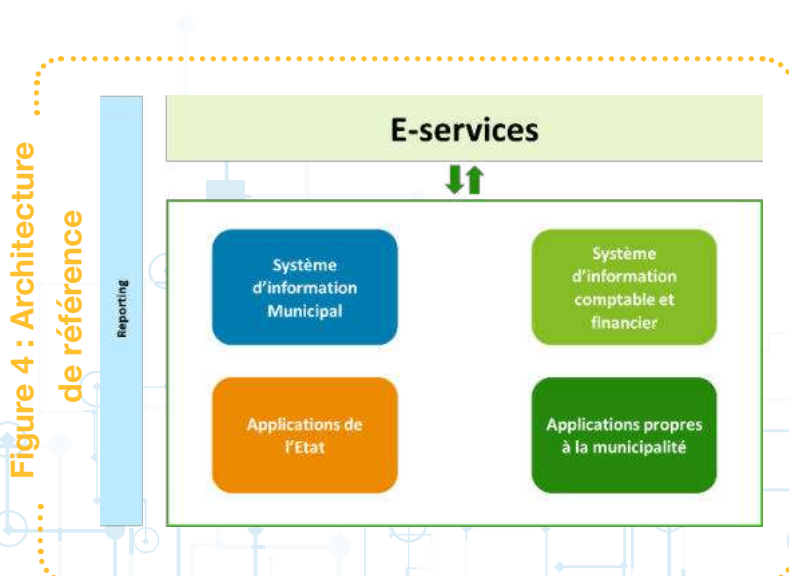 Figure 4 : Architecture
de référence
Reporting
E-services
Système
d'information
Municipal
Système
d'information
comptable et
financier
Applications de
l'Etat
Applications propres
à la municipalité